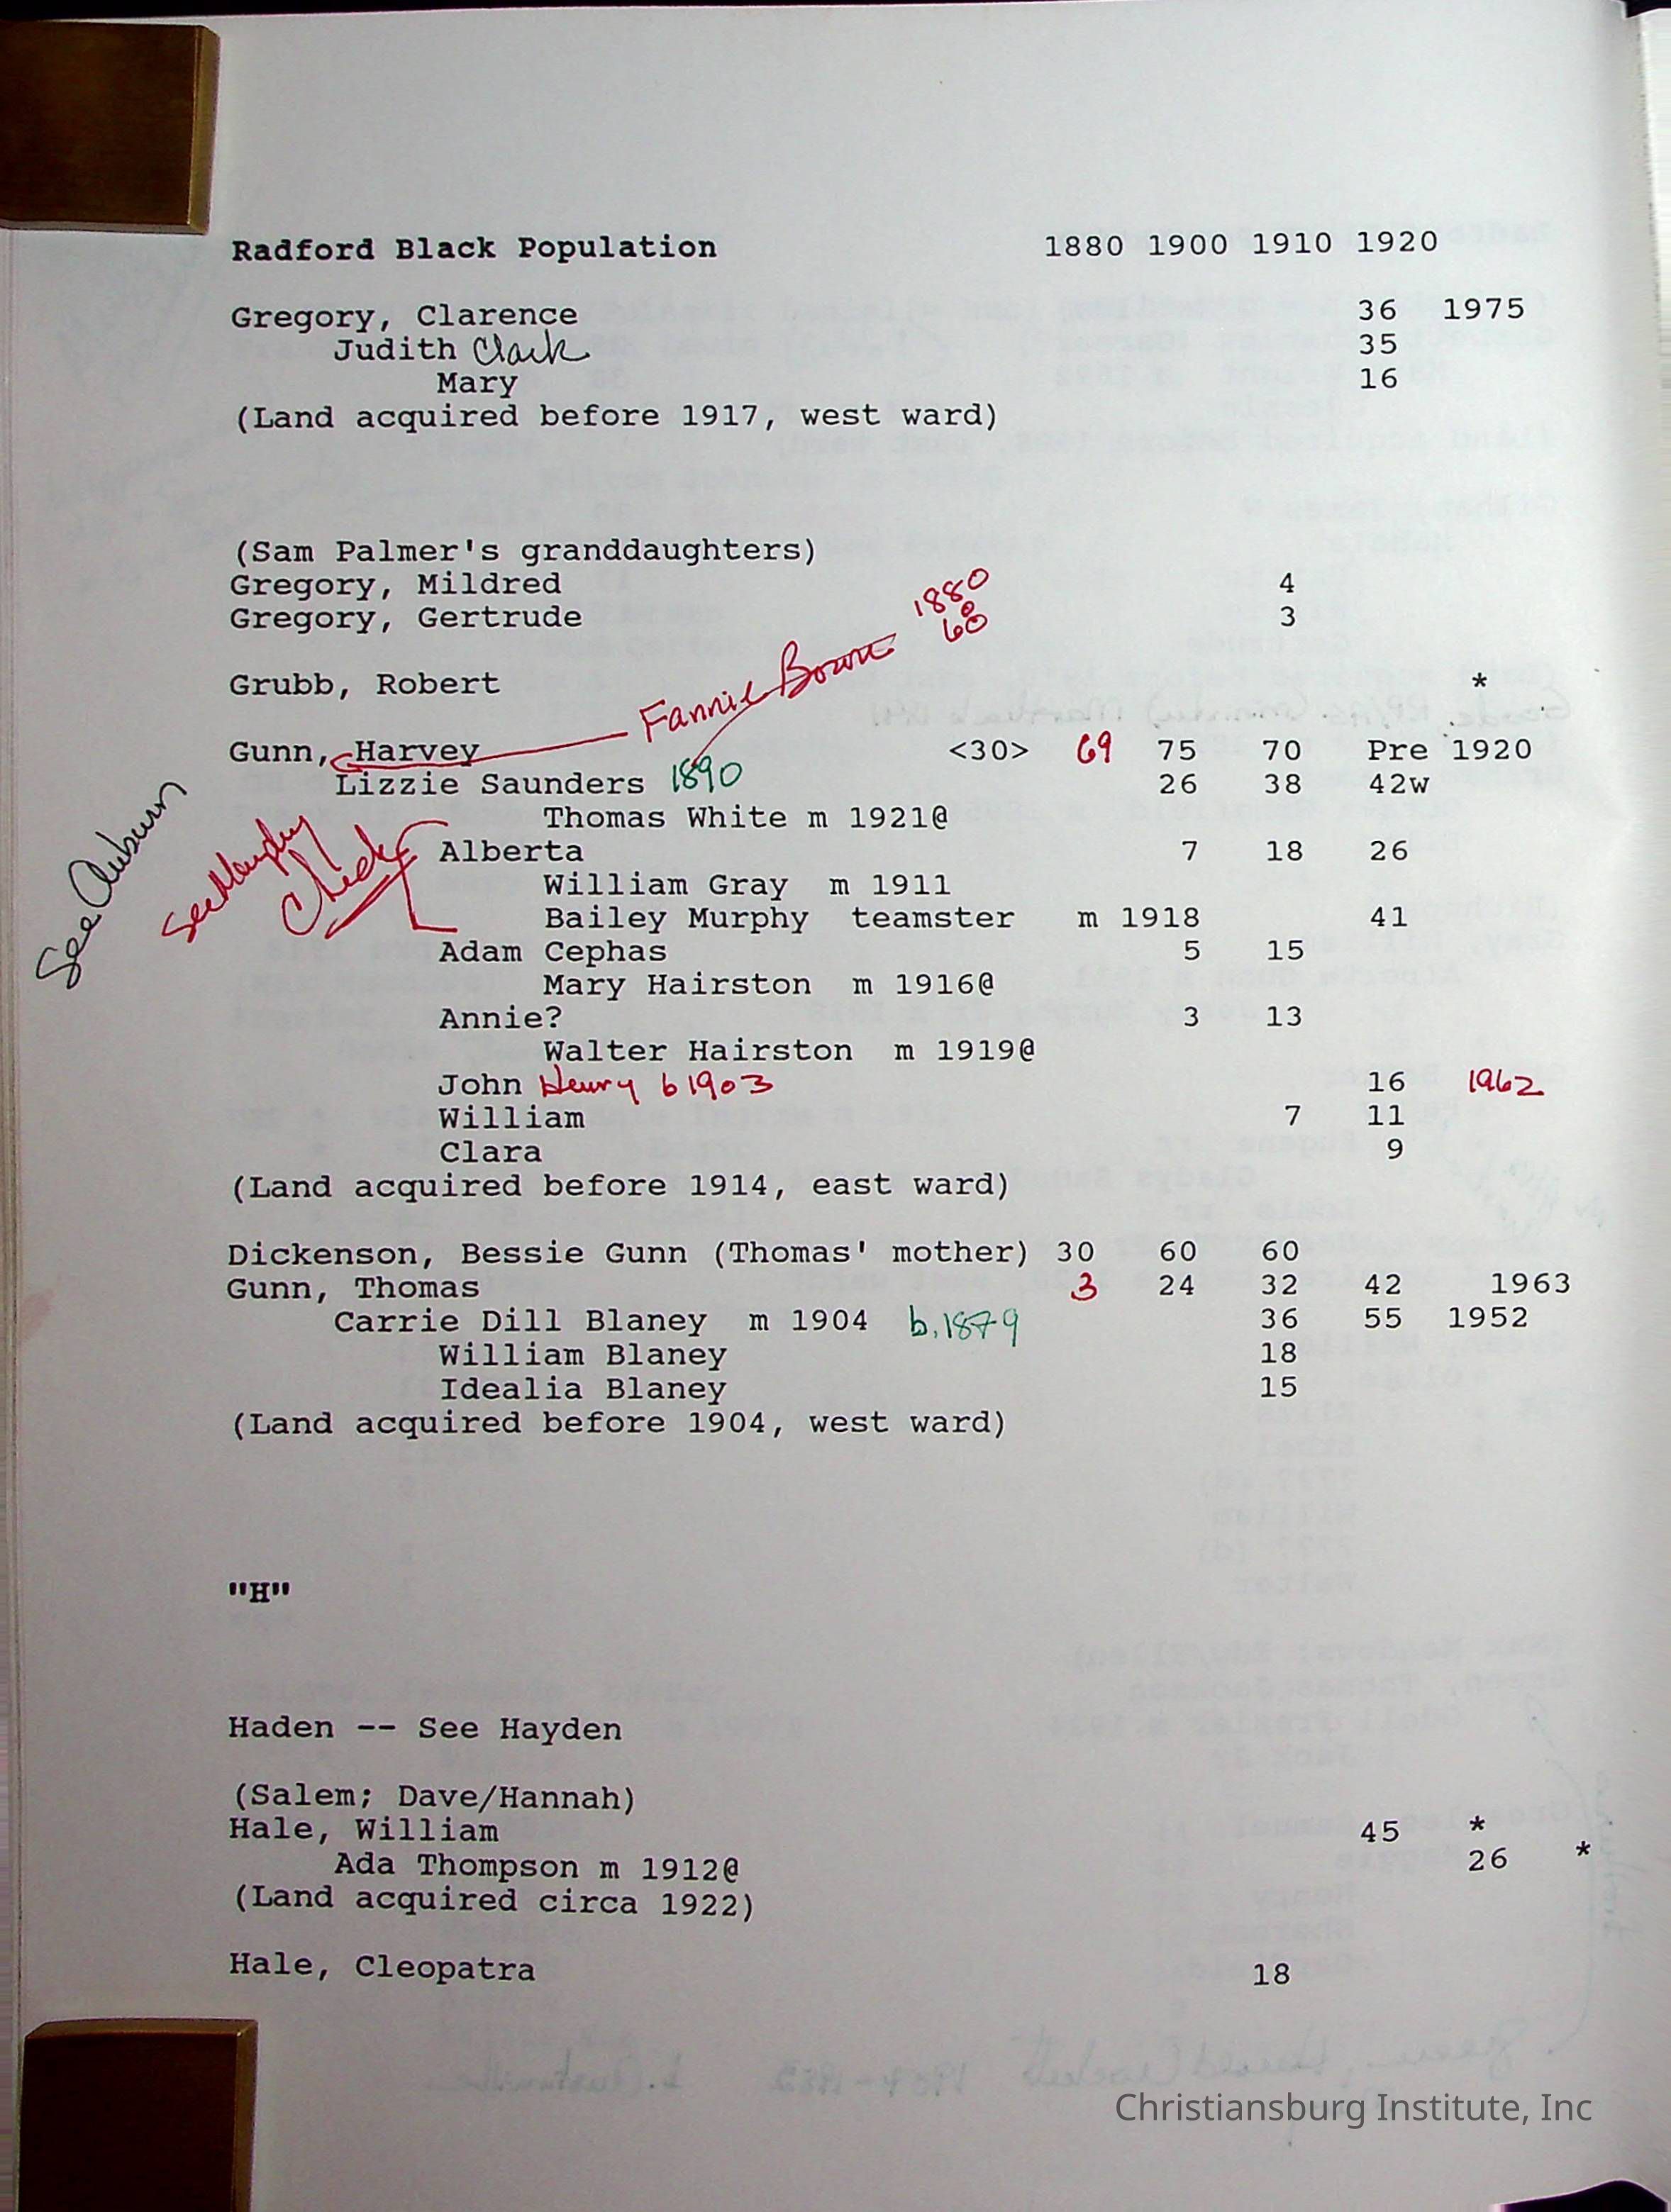 Radford Black Population 1880 1900 1910 1920
Gregory, Clarence 36 1975
Judith Clark 35
Mary 16
(Land acquired before 1917, west ward)
(Sam Palmer's granddaughters)
Gregory, Mildred 4
Gregory, Gertrude 3
1880
60
Fannie
Grubb, Robert *
Gunn, Harvey <30> 69 75 70 Pre 1920
Lizzie Saunders 1890 26 38 42w
See Auburn
See Murphy
Check
Thomas White m 1921@
Alberta 7 18 26
William Gray m 1911
Bailey Murphy teamster m 1918 41
Adam Cephas 5 15
Mary Hairston m 1916@
Annie? 3 13
Walter Hairston m 1919@
John Henry b 1903 16 1962
William 7 11
Clara 9
(Land acquired before 1914, east ward)
Dickenson, Bessie Gunn (Thomas' mother) 30 60 60
Gunn, Thomas 3 24 32 42 1963
Carrie Dill Blaney m 1904 b. 1879 36 55 1952
William Blaney 18
Idealia Blaney 15
(Land acquired before 1904, west ward)
"H"
Haden -- See Hayden
(Salem; Dave/Hannah)
Hale, William 45 *
Ada Thompson m 1912@ 26 *
(Land acquired circa 1922)
Hale, Cleopatra 18
Christiansburg Institute, Inc